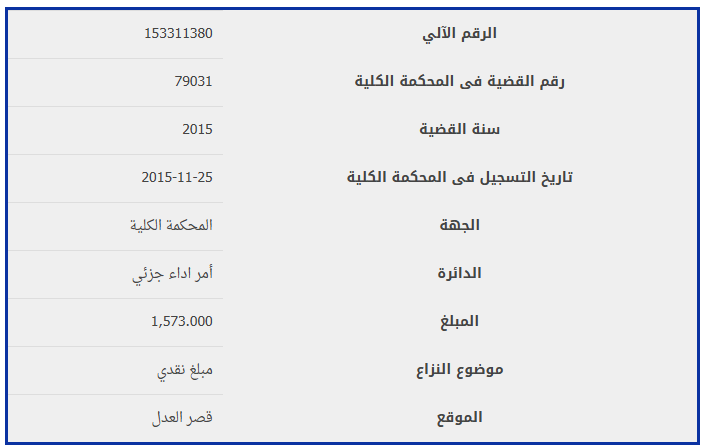 الرقم الآلي 153311380
رقم القضية فى المحكمة الكلية 79031
سنة القضية 2015
تاريخ التسجيل فى المحكمة الكلية 2015-11-25
الجهة المحكمة الكلية
الدائرة أمر اداء جزئي
المبلغ 1,573.000
موضوع النزاع مبلغ نقدي
الموقع قصر العدل